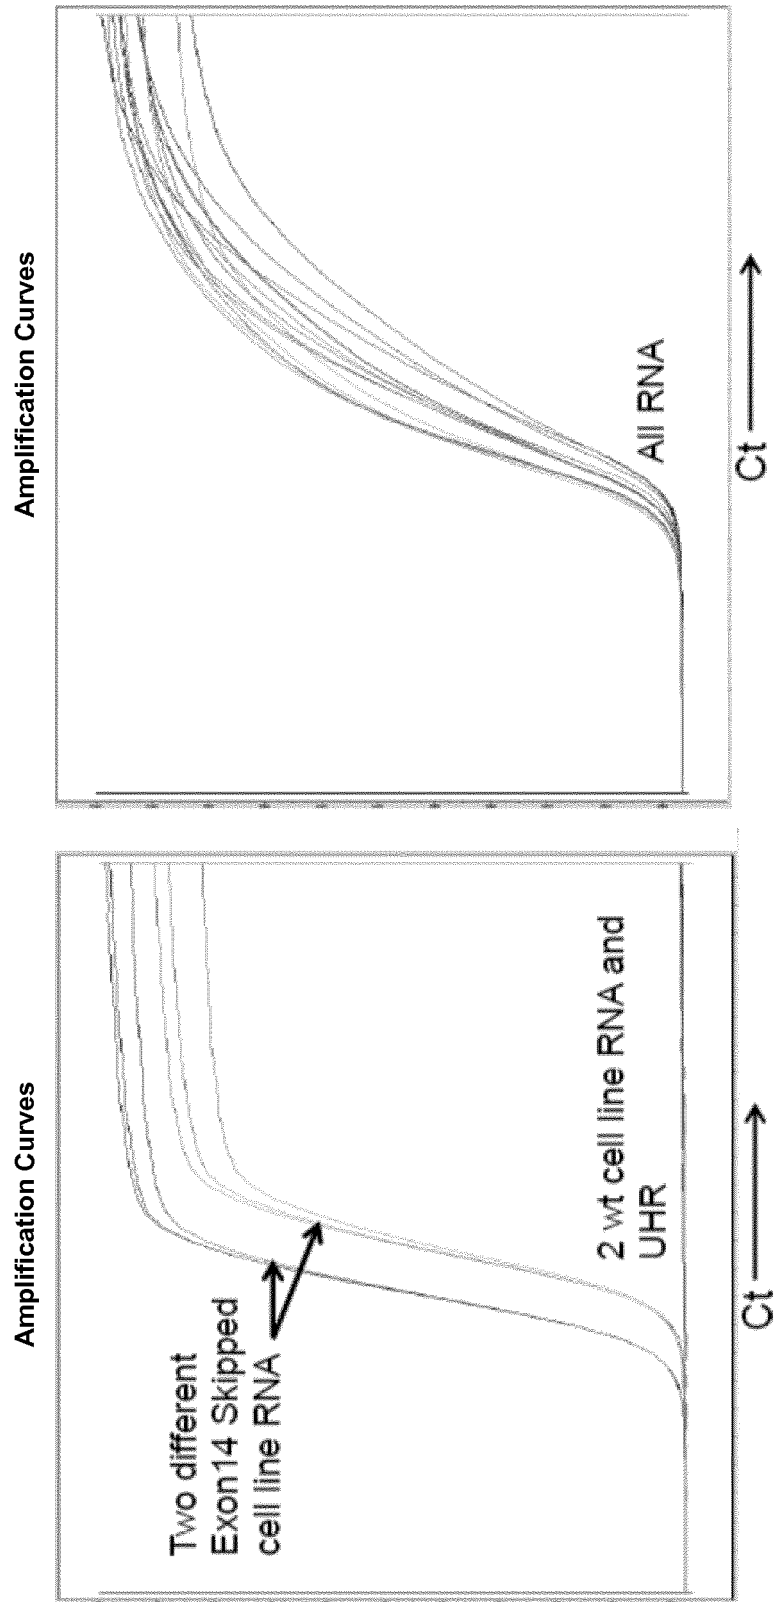 Amplification Curves
Two different
Exon14 Skipped
cell line RNA
2 wt cell line RNA and
UHR
Ct
Amplification Curves
All RNA
Ct